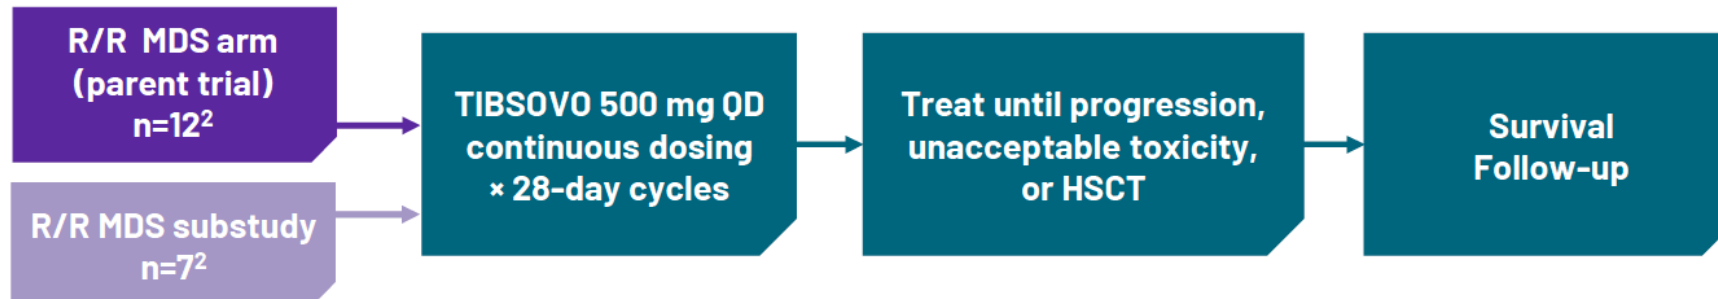 R/R MDS arm
(parent trial)
n=12²
R/R MDS substudy
n=7²
TIBSOVO 500 mg QD
continuous dosing
× 28-day cycles
Treat until progression,
unacceptable toxicity,
or HSCT
Survival
Follow-up